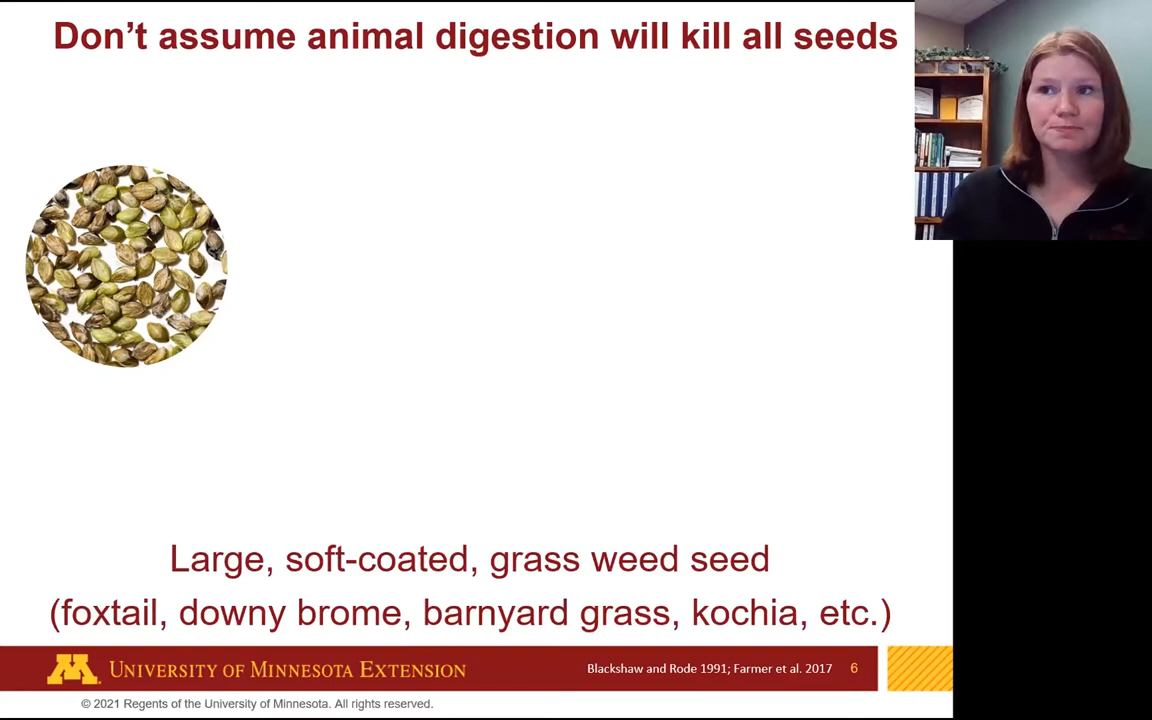 Don’t assume animal digestion will kill all seeds
Large, soft-coated, grass weed seed
(foxtail, downy brome, barnyard grass, kochia, etc.)
M
UNIVERSITY OF MINNESOTA EXTENSION
Blackshaw and Rode 1991; Farmer et al. 2017 6
© 2021 Regents of the University of Minnesota. All rights reserved.